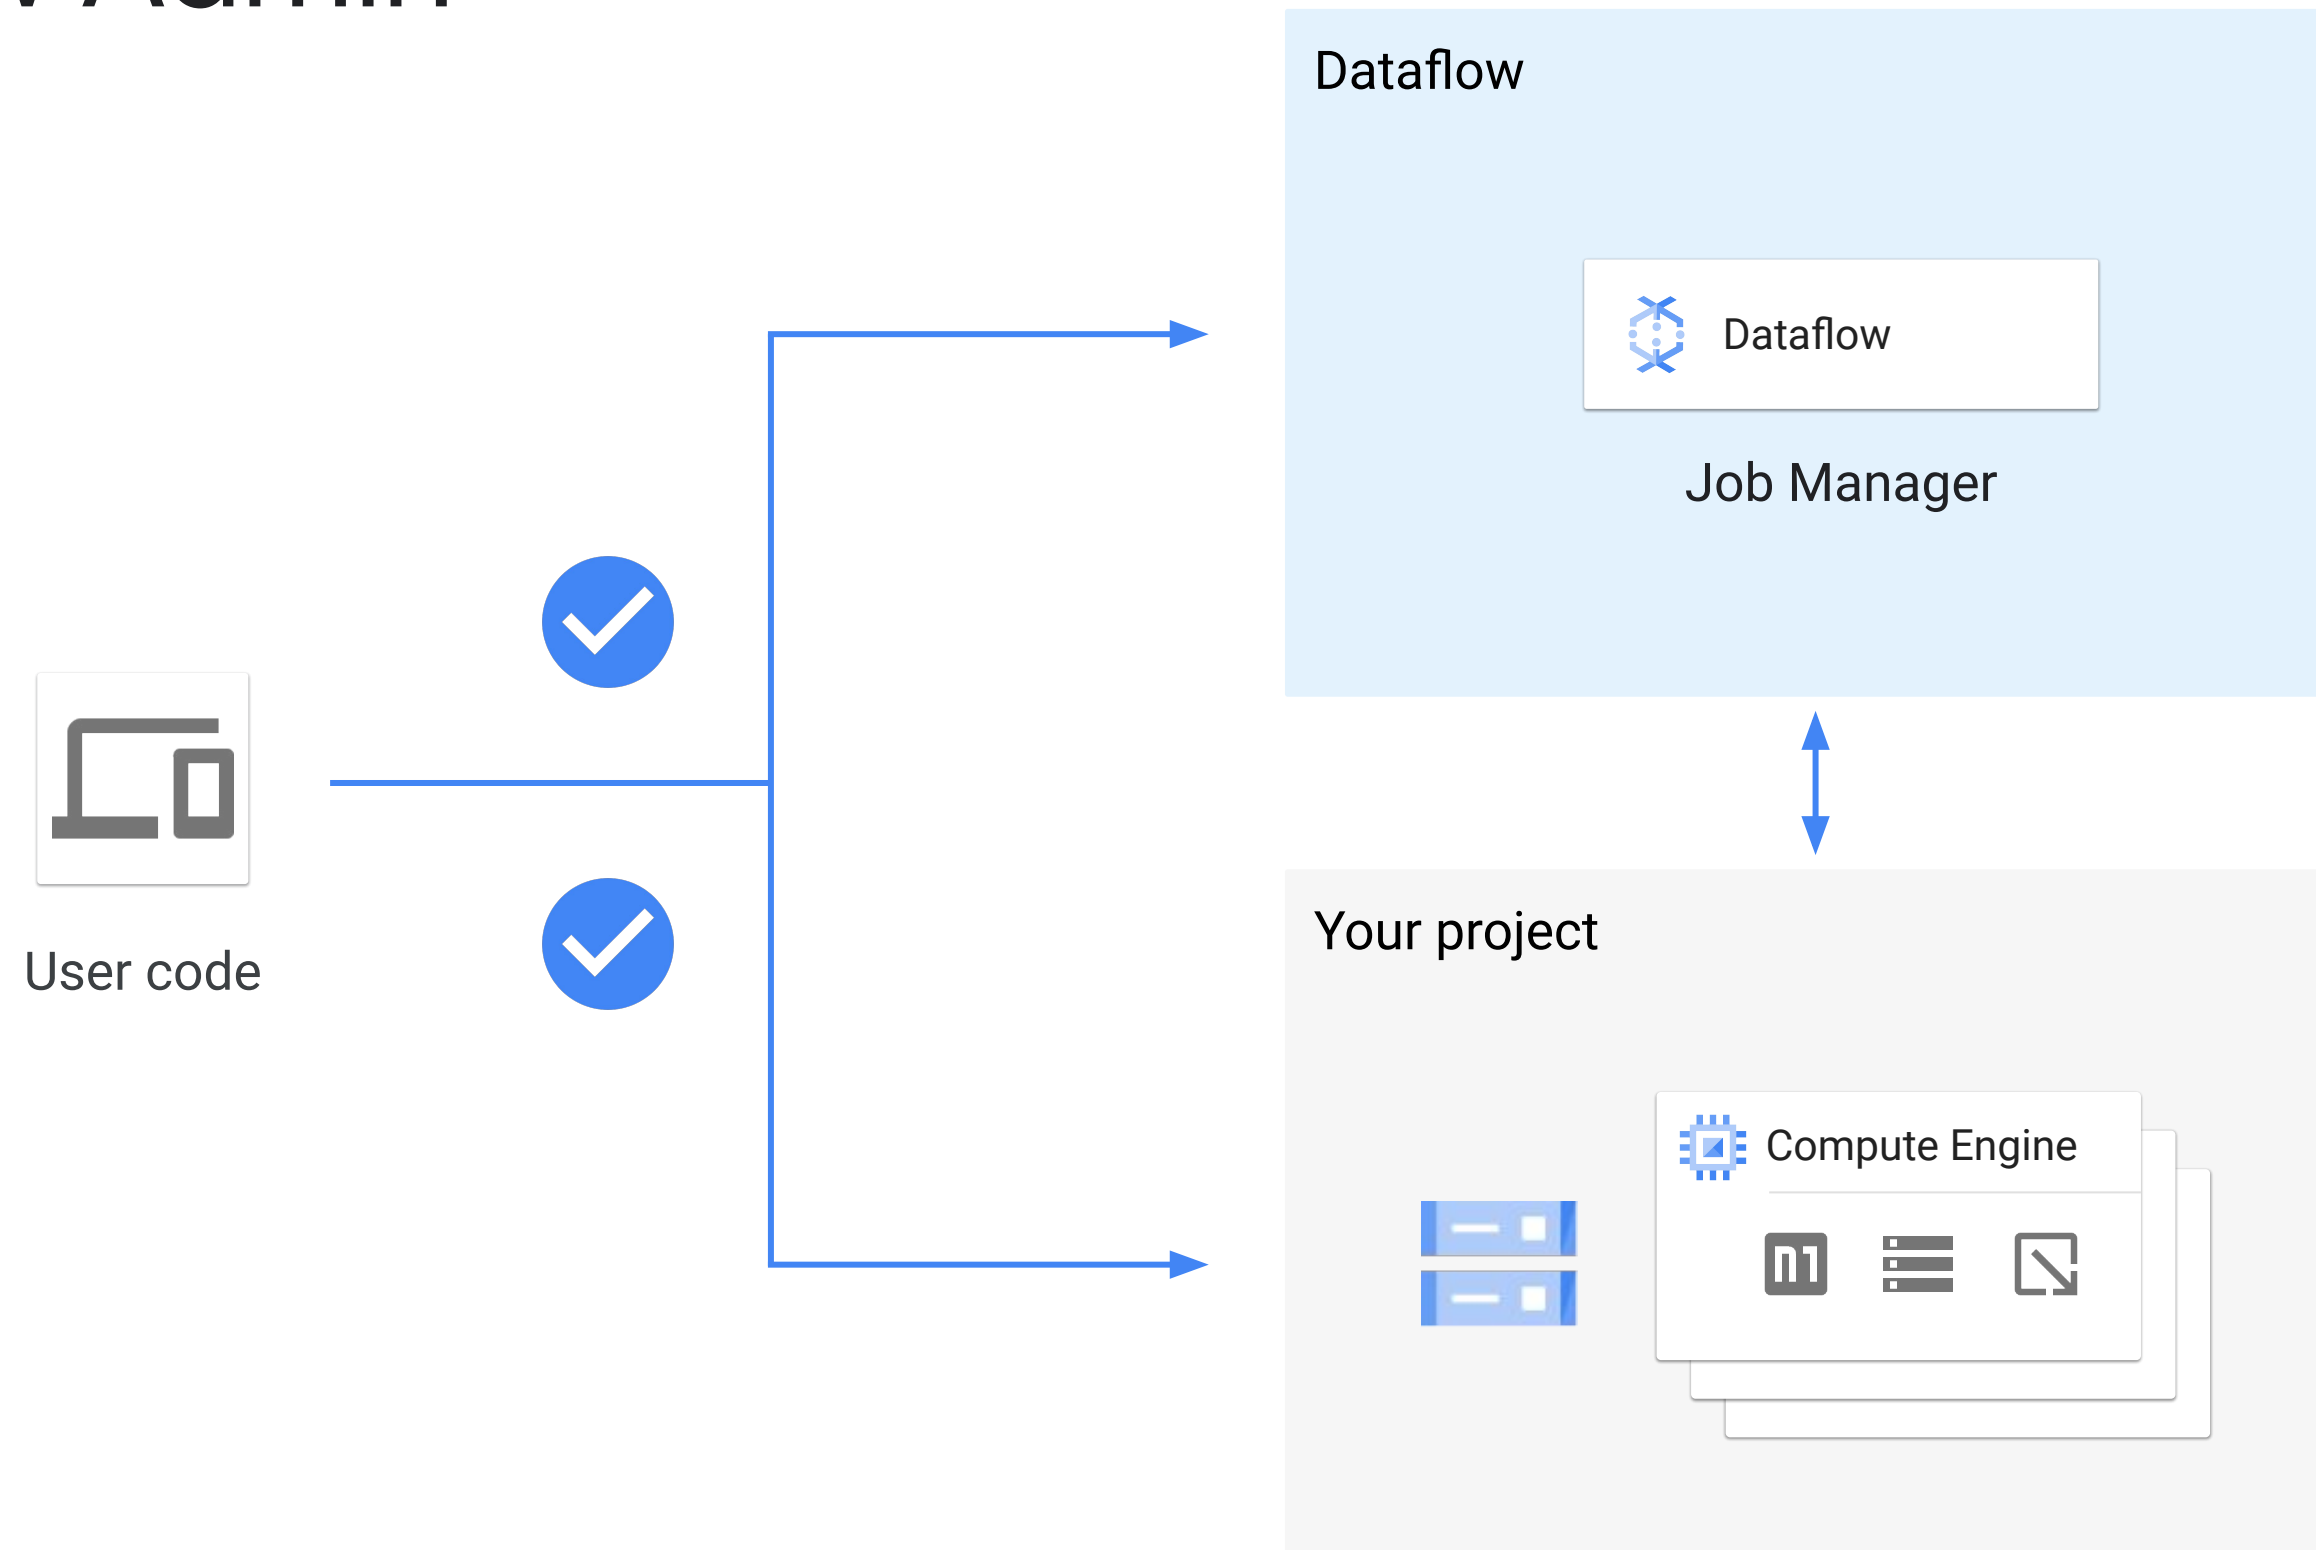 Dataflow
Dataflow
Job Manager
User code
Your project
Compute Engine